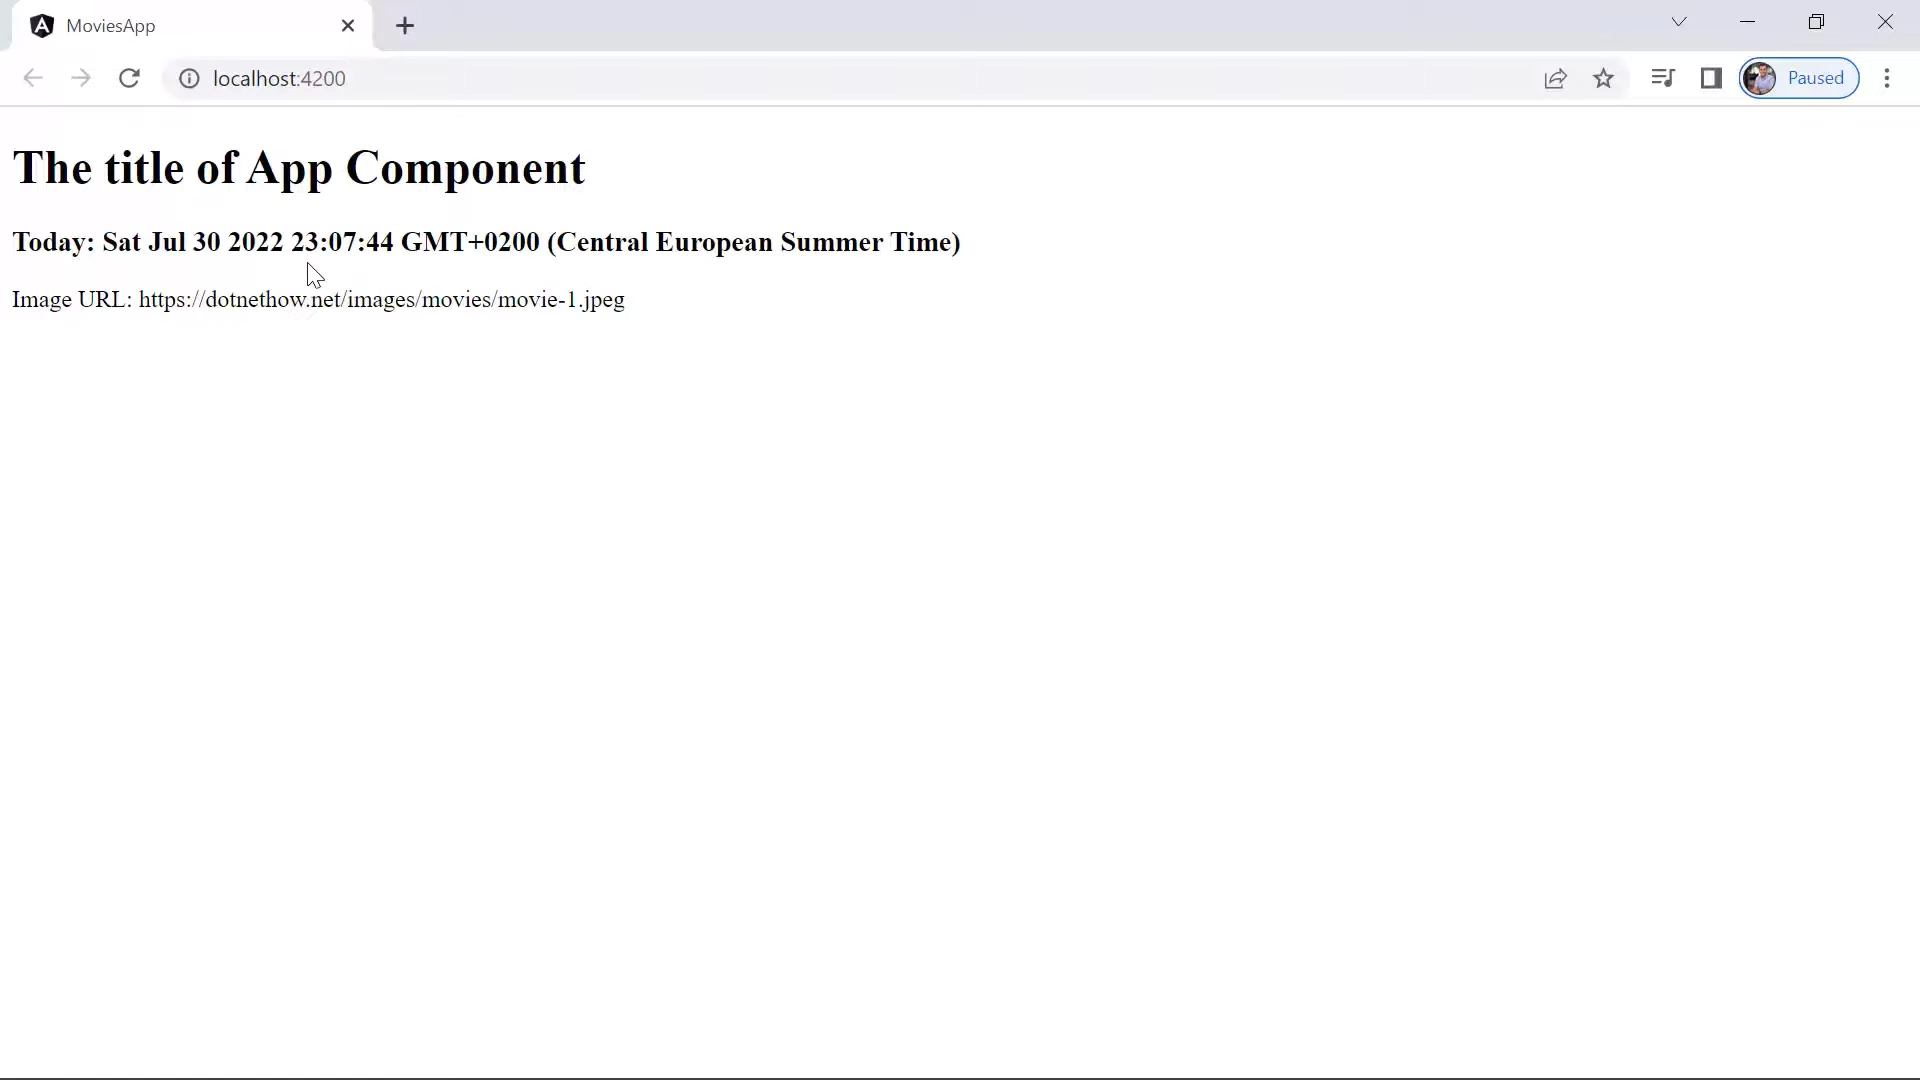 MoviesApp
localhost:4200
Paused
The title of App Component
Today: Sat Jul 30 2022 23:07:44 GMT+0200 (Central European Summer Time)
Image URL: https://dotnethow.net/images/movies/movie-1.jpeg